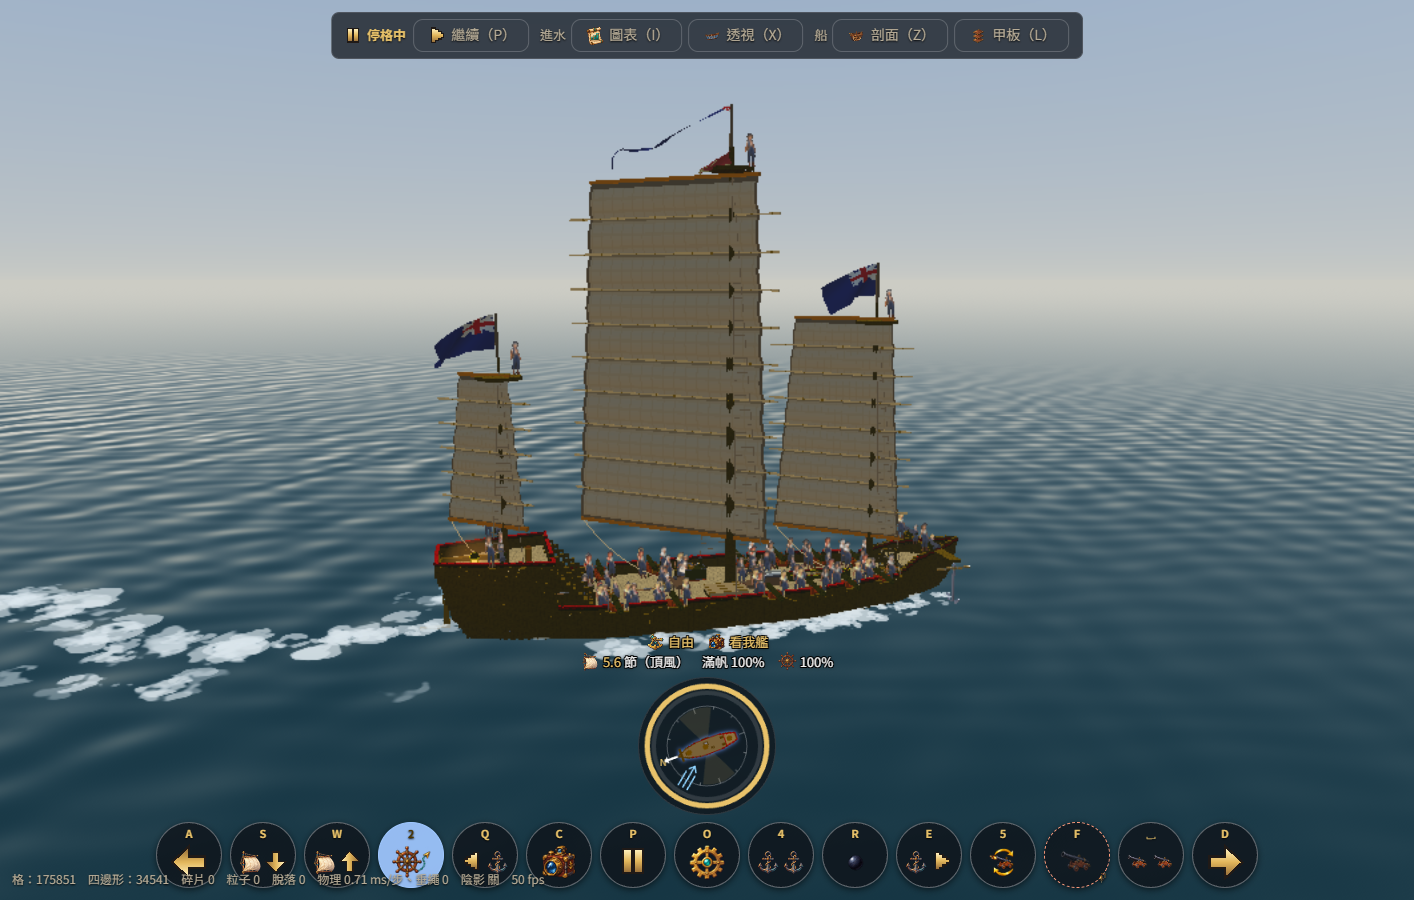 停格中 繼續（P） 進水 圖表（I） 透視（X） 船 剖面（Z） 甲板（L）
自由 看我艦
5.6 節（頂風） 滿帆 100% 100%
N
A S W 2 Q C P O 4 R E 5 F D
格：175851 四邊形：34541 碎片 0 粒子 0 脫落 0 物理 0.71 ms/步 0 陰影 關 50 fps